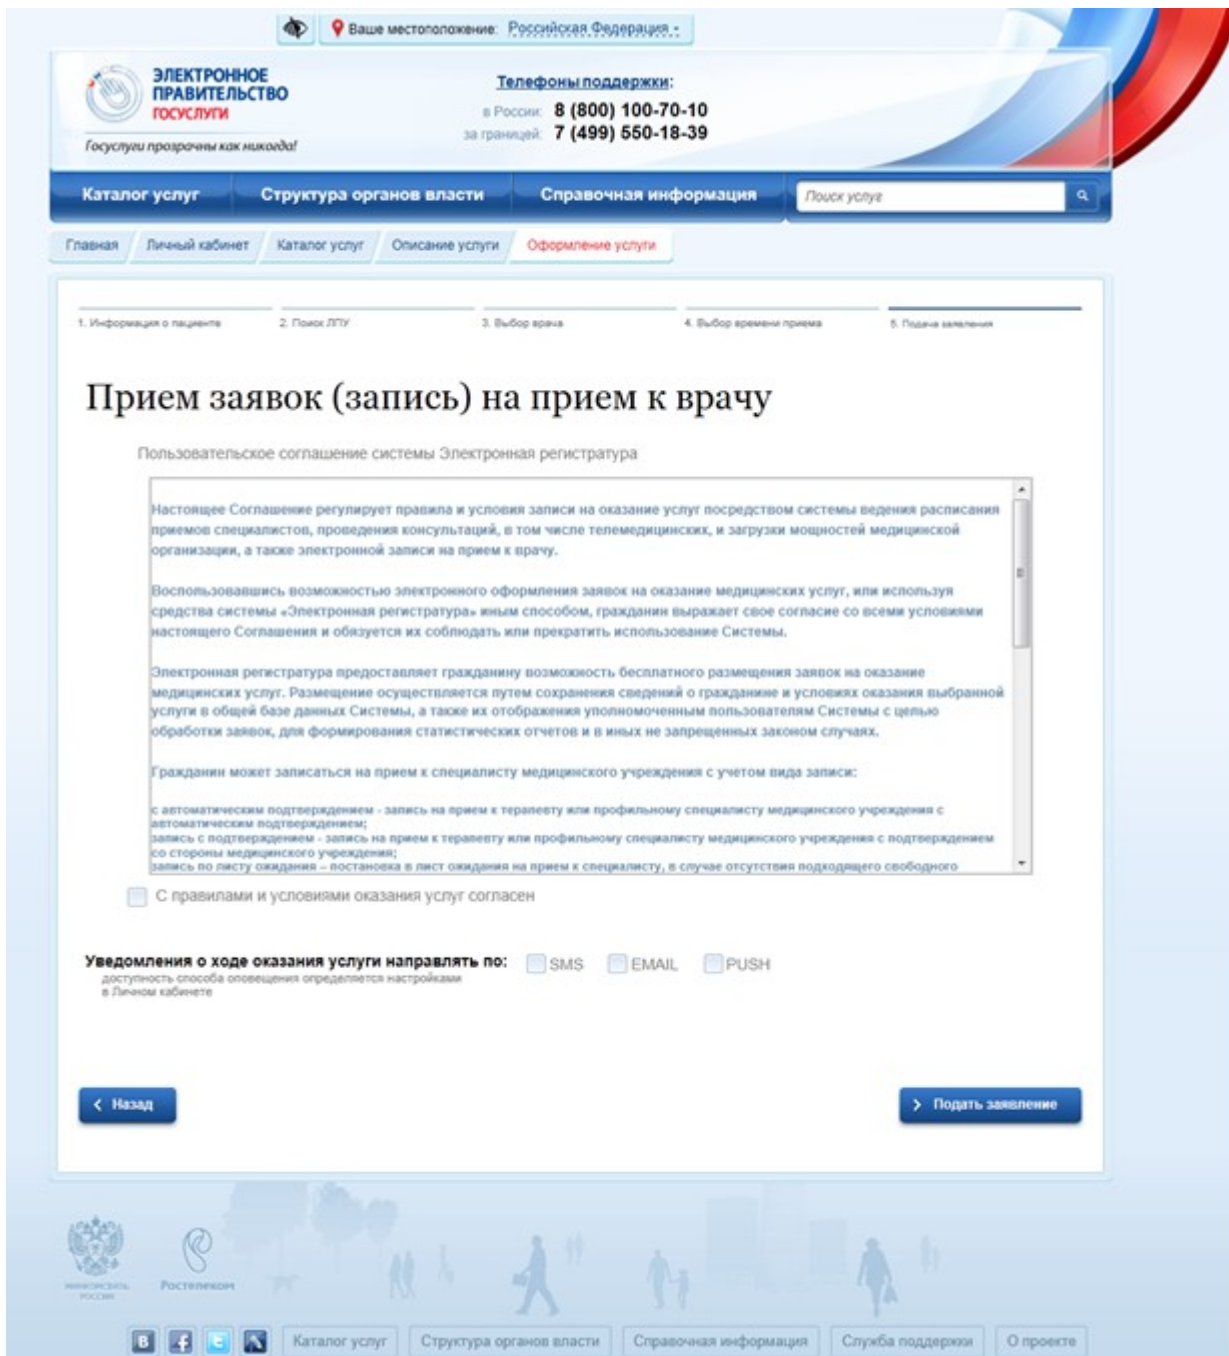 Ваше местоположение: Российская Федерация
ЭЛЕКТРОННОЕ
ПРАВИТЕЛЬСТВО
ГОСУСЛУГИ
Госуслуги прозрачны как никогда!
Телефоны поддержки:
в России: 8 (800) 100-70-10
за границей: 7 (499) 550-18-39
Каталог услуг Структура органов власти Справочная информация Поиск услуг
Главная Личный кабинет Каталог услуг Описание услуги Оформление услуги
1. Информация о пациенте 2. Поиск ЛПУ 3. Выбор врача 4. Выбор времени приема 5. Подача заявления
Прием заявок (запись) на прием к врачу
Пользовательское соглашение системы Электронная регистратура
Настоящее Соглашение регулирует правила и условия записи на оказание услуг посредством системы ведения расписания
приемов специалистов, проведения консультаций, в том числе телемедицинских, и загрузки мощностей медицинской
организации, а также электронной записи на прием к врачу.
Воспользовавшись возможностью электронного оформления заявок на оказание медицинских услуг, или используя
средства системы «Электронная регистратура» иным способом, гражданин выражает свое согласие со всеми условиями
настоящего Соглашения и обязуется их соблюдать или прекратить использование Системы.
Электронная регистратура предоставляет гражданину возможность бесплатного размещения заявок на оказание
медицинских услуг. Размещение осуществляется путем сохранения сведений о гражданине и условиях оказания выбранной
услуги в общей базе данных Системы, а также их отображения уполномоченным пользователям Системы с целью
обработки заявок, для формирования статистических отчетов и в иных не запрещенных законом случаях.
Гражданин может записаться на прием к специалисту медицинского учреждения с учетом вида записи:
с автоматическим подтверждением - запись на прием к терапевту или профильному специалисту медицинского учреждения с
автоматическим подтверждением;
запись с подтверждением - запись на прием к терапевту или профильному специалисту медицинского учреждения с подтверждением
со стороны медицинского учреждения;
запись по листу ожидания – постановка в лист ожидания на прием к специалисту, в случае отсутствия подходящего свободного
С правилами и условиями оказания услуг согласен
Уведомления о ходе оказания услуги направлять по: SMS EMAIL PUSH
доступность способа оповещения определяется настройками
в Личном кабинете
Назад Подать заявление
МИНКОМСВЯЗЬ
РОССИИ
Ростелеком
Каталог услуг Структура органов власти Справочная информация Служба поддержки О проекте